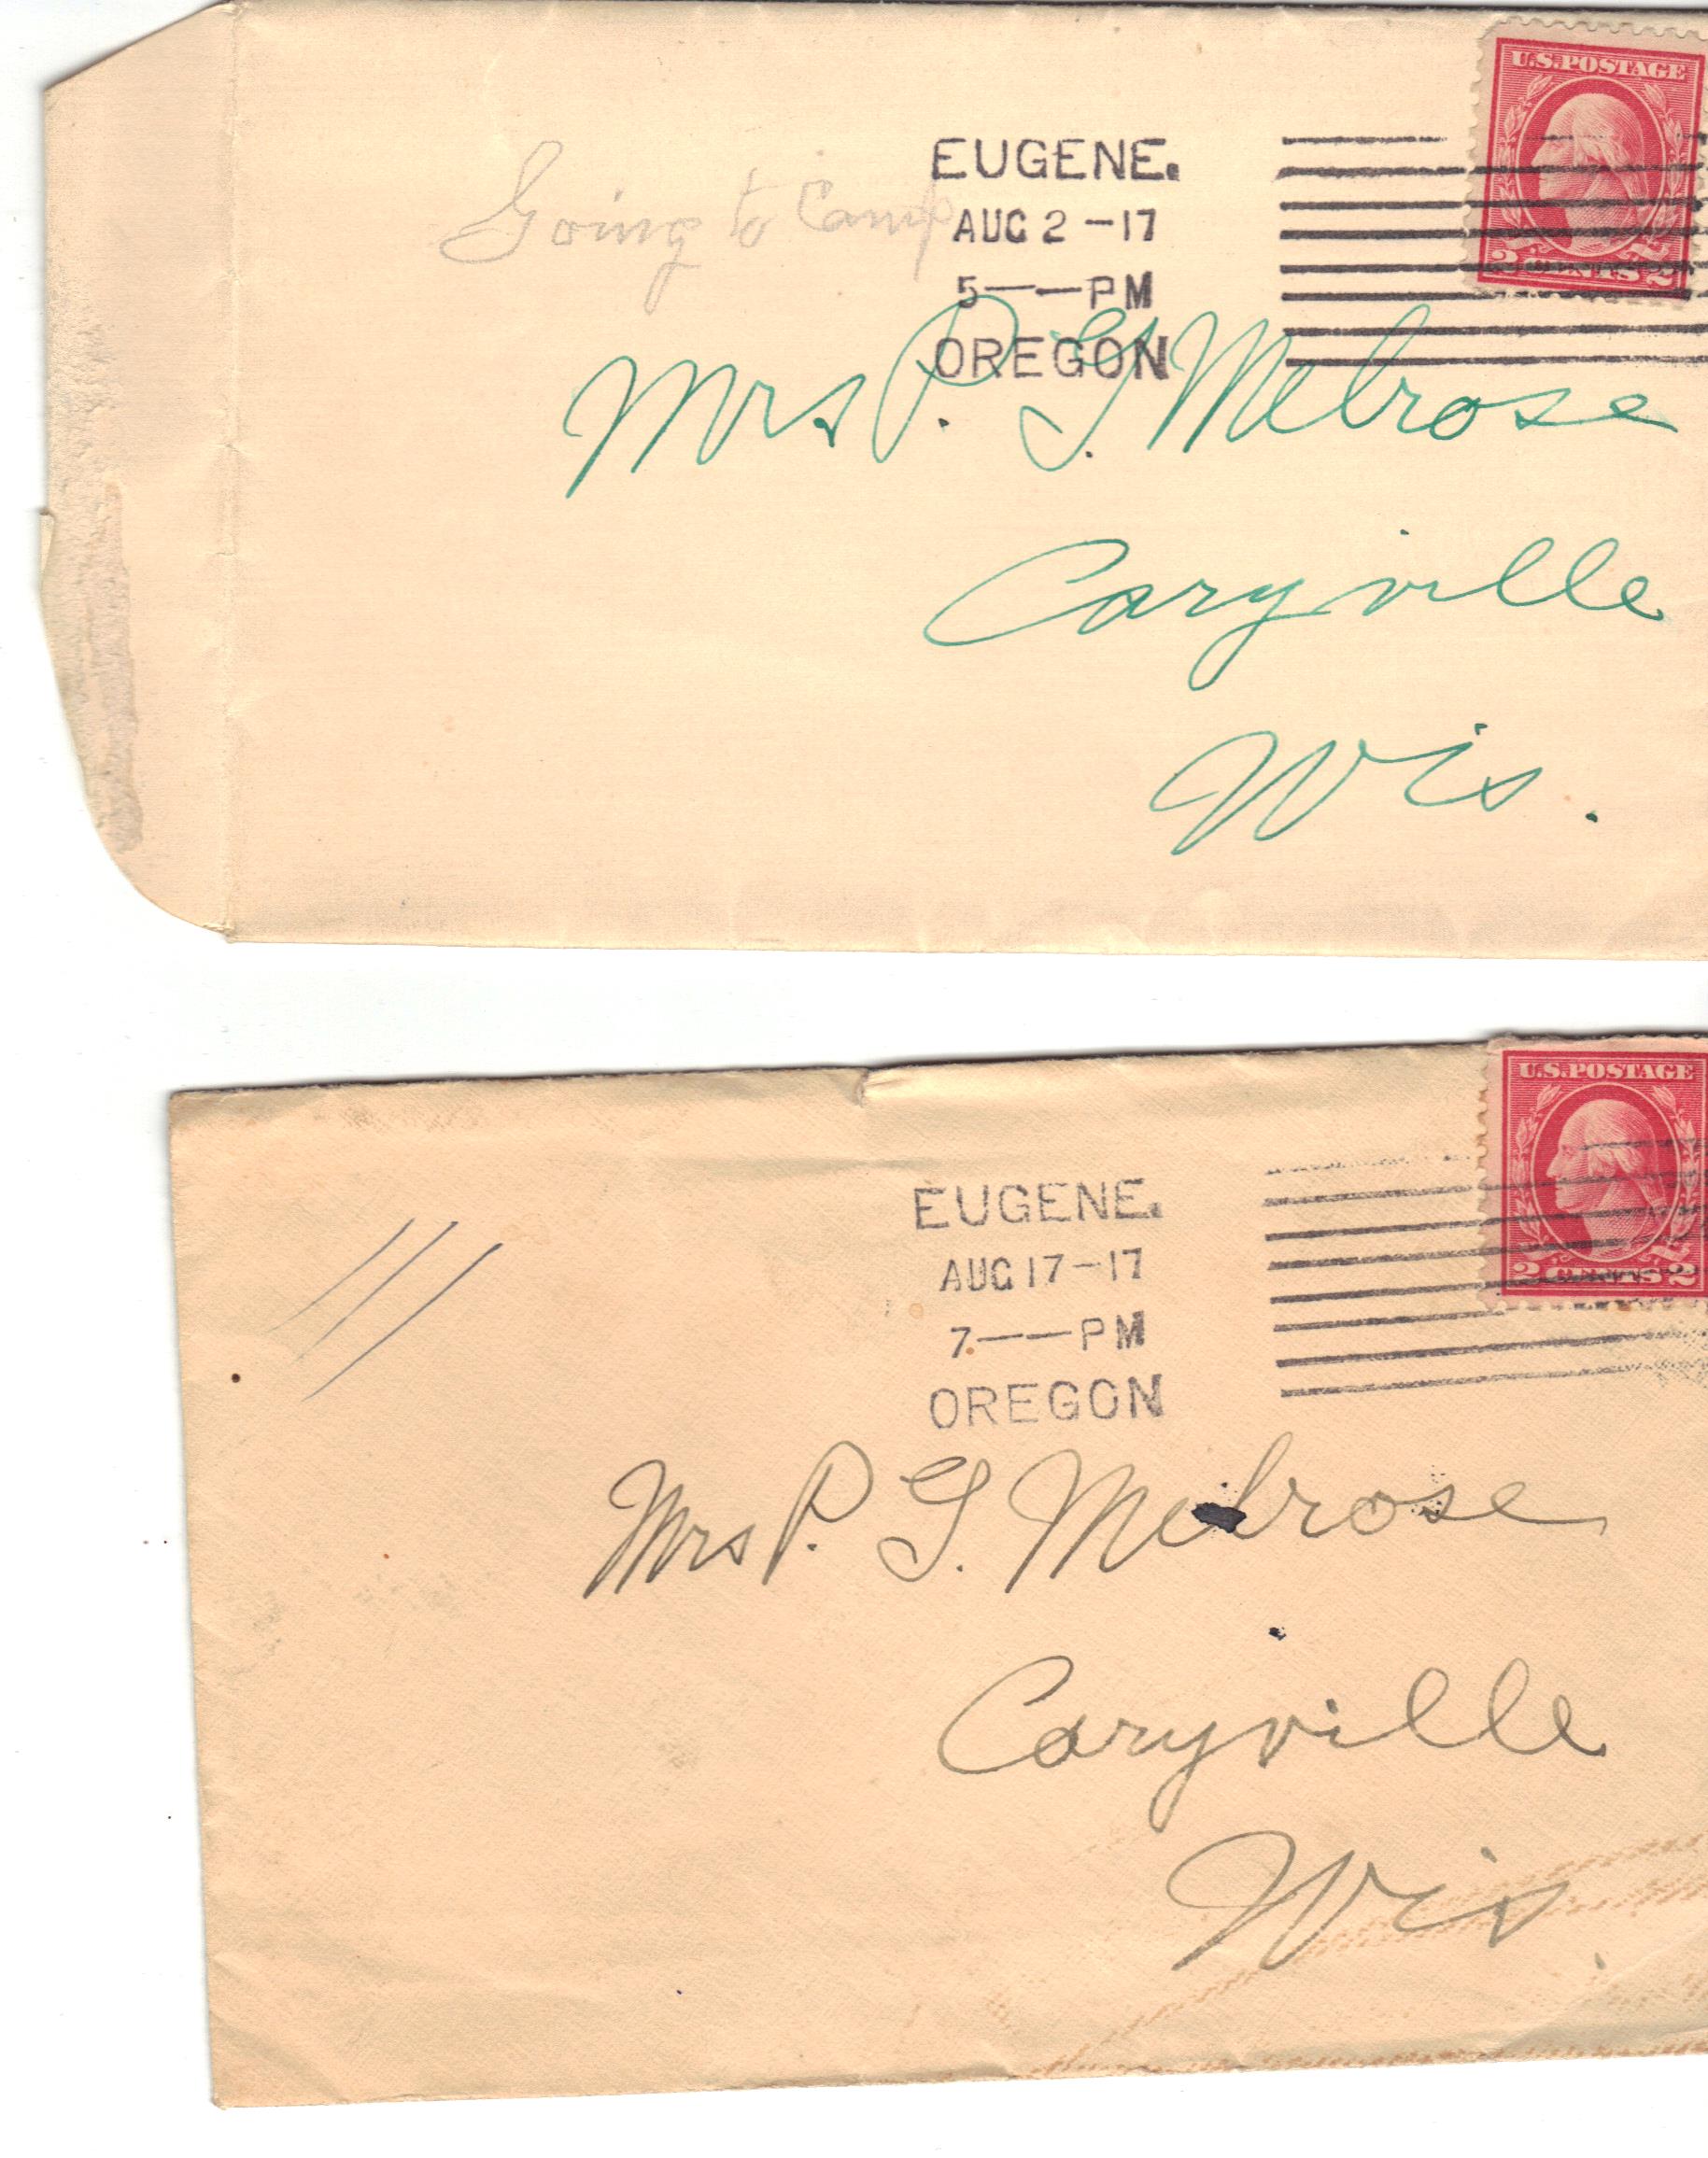 U.S. POSTAGE
2 CENTS 2
EUGENE.
AUG 2 -17
5——PM
OREGON
Going to Camp
Mrs P. G. Melrose
Caryville
Wis.
U.S. POSTAGE
2 CENTS 2
EUGENE.
AUG 17-17
7——PM
OREGON
Mrs P. G. Melrose
Caryville
Wis.